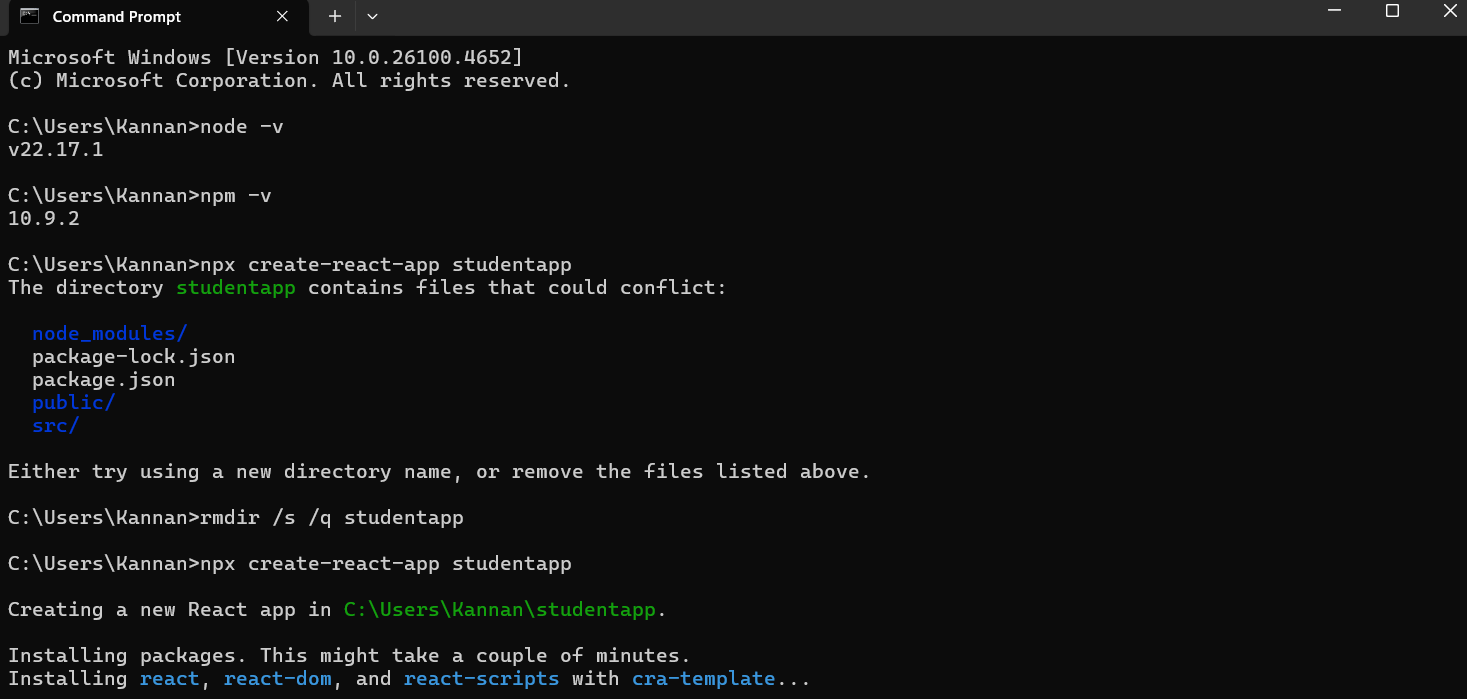 Command Prompt
Microsoft Windows [Version 10.0.26100.4652]
(c) Microsoft Corporation. All rights reserved.
C:\Users\Kannan>node -v
v22.17.1
C:\Users\Kannan>npm -v
10.9.2
C:\Users\Kannan>npx create-react-app studentapp
The directory studentapp contains files that could conflict:
node_modules/
package-lock.json
package.json
public/
src/
Either try using a new directory name, or remove the files listed above.
C:\Users\Kannan>rmdir /s /q studentapp
C:\Users\Kannan>npx create-react-app studentapp
Creating a new React app in C:\Users\Kannan\studentapp.
Installing packages. This might take a couple of minutes.
Installing react, react-dom, and react-scripts with cra-template...